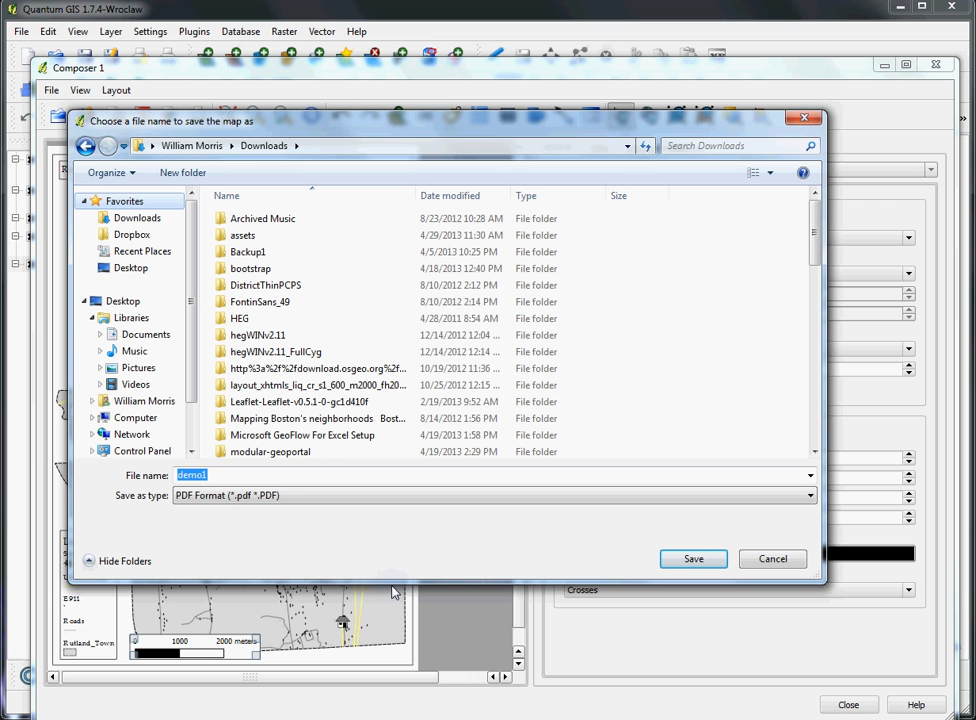 Quantum GIS 1.7.4-Wroclaw
File Edit View Layer Settings Plugins Database Raster Vector Help
Composer 1
File View Layout
Choose a file name to save the map as
William Morris Downloads
Search Downloads
Organize New folder
Name Date modified Type Size
Favorites
Downloads
Dropbox
Recent Places
Desktop
Desktop
Libraries
Documents
Music
Pictures
Videos
William Morris
Computer
Network
Control Panel
Archived Music 8/23/2012 10:28 AM File folder
assets 4/29/2013 11:30 AM File folder
Backup1 4/5/2013 10:25 PM File folder
bootstrap 4/18/2013 12:40 PM File folder
DistrictThinPCPS 8/10/2012 2:12 PM File folder
FontinSans_49 8/10/2012 2:14 PM File folder
HEG 4/28/2011 8:54 AM File folder
hegWINv2.11 12/14/2012 12:04 ... File folder
hegWINv2.11_FullCyg 12/14/2012 12:14 ... File folder
http%3a%2f%2fdownload.osgeo.org%2f... 10/19/2012 11:36 ... File folder
layout_xhtmls_liq_cr_s1_600_m2000_fh20... 10/25/2012 12:15 ... File folder
Leaflet-Leaflet-v0.5.1-0-gc1d410f 2/19/2013 9:52 AM File folder
Mapping Boston's neighborhoods Bost... 8/14/2012 1:56 PM File folder
Microsoft GeoFlow For Excel Setup 4/19/2013 1:58 PM File folder
modular-geoportal 4/19/2013 2:29 PM File folder
File name: demo1
Save as type: PDF Format (*.pdf *.PDF)
Hide Folders
Save Cancel
Crosses
E911
Roads
Rutland_Town
0 1000 2000 meters
Close Help